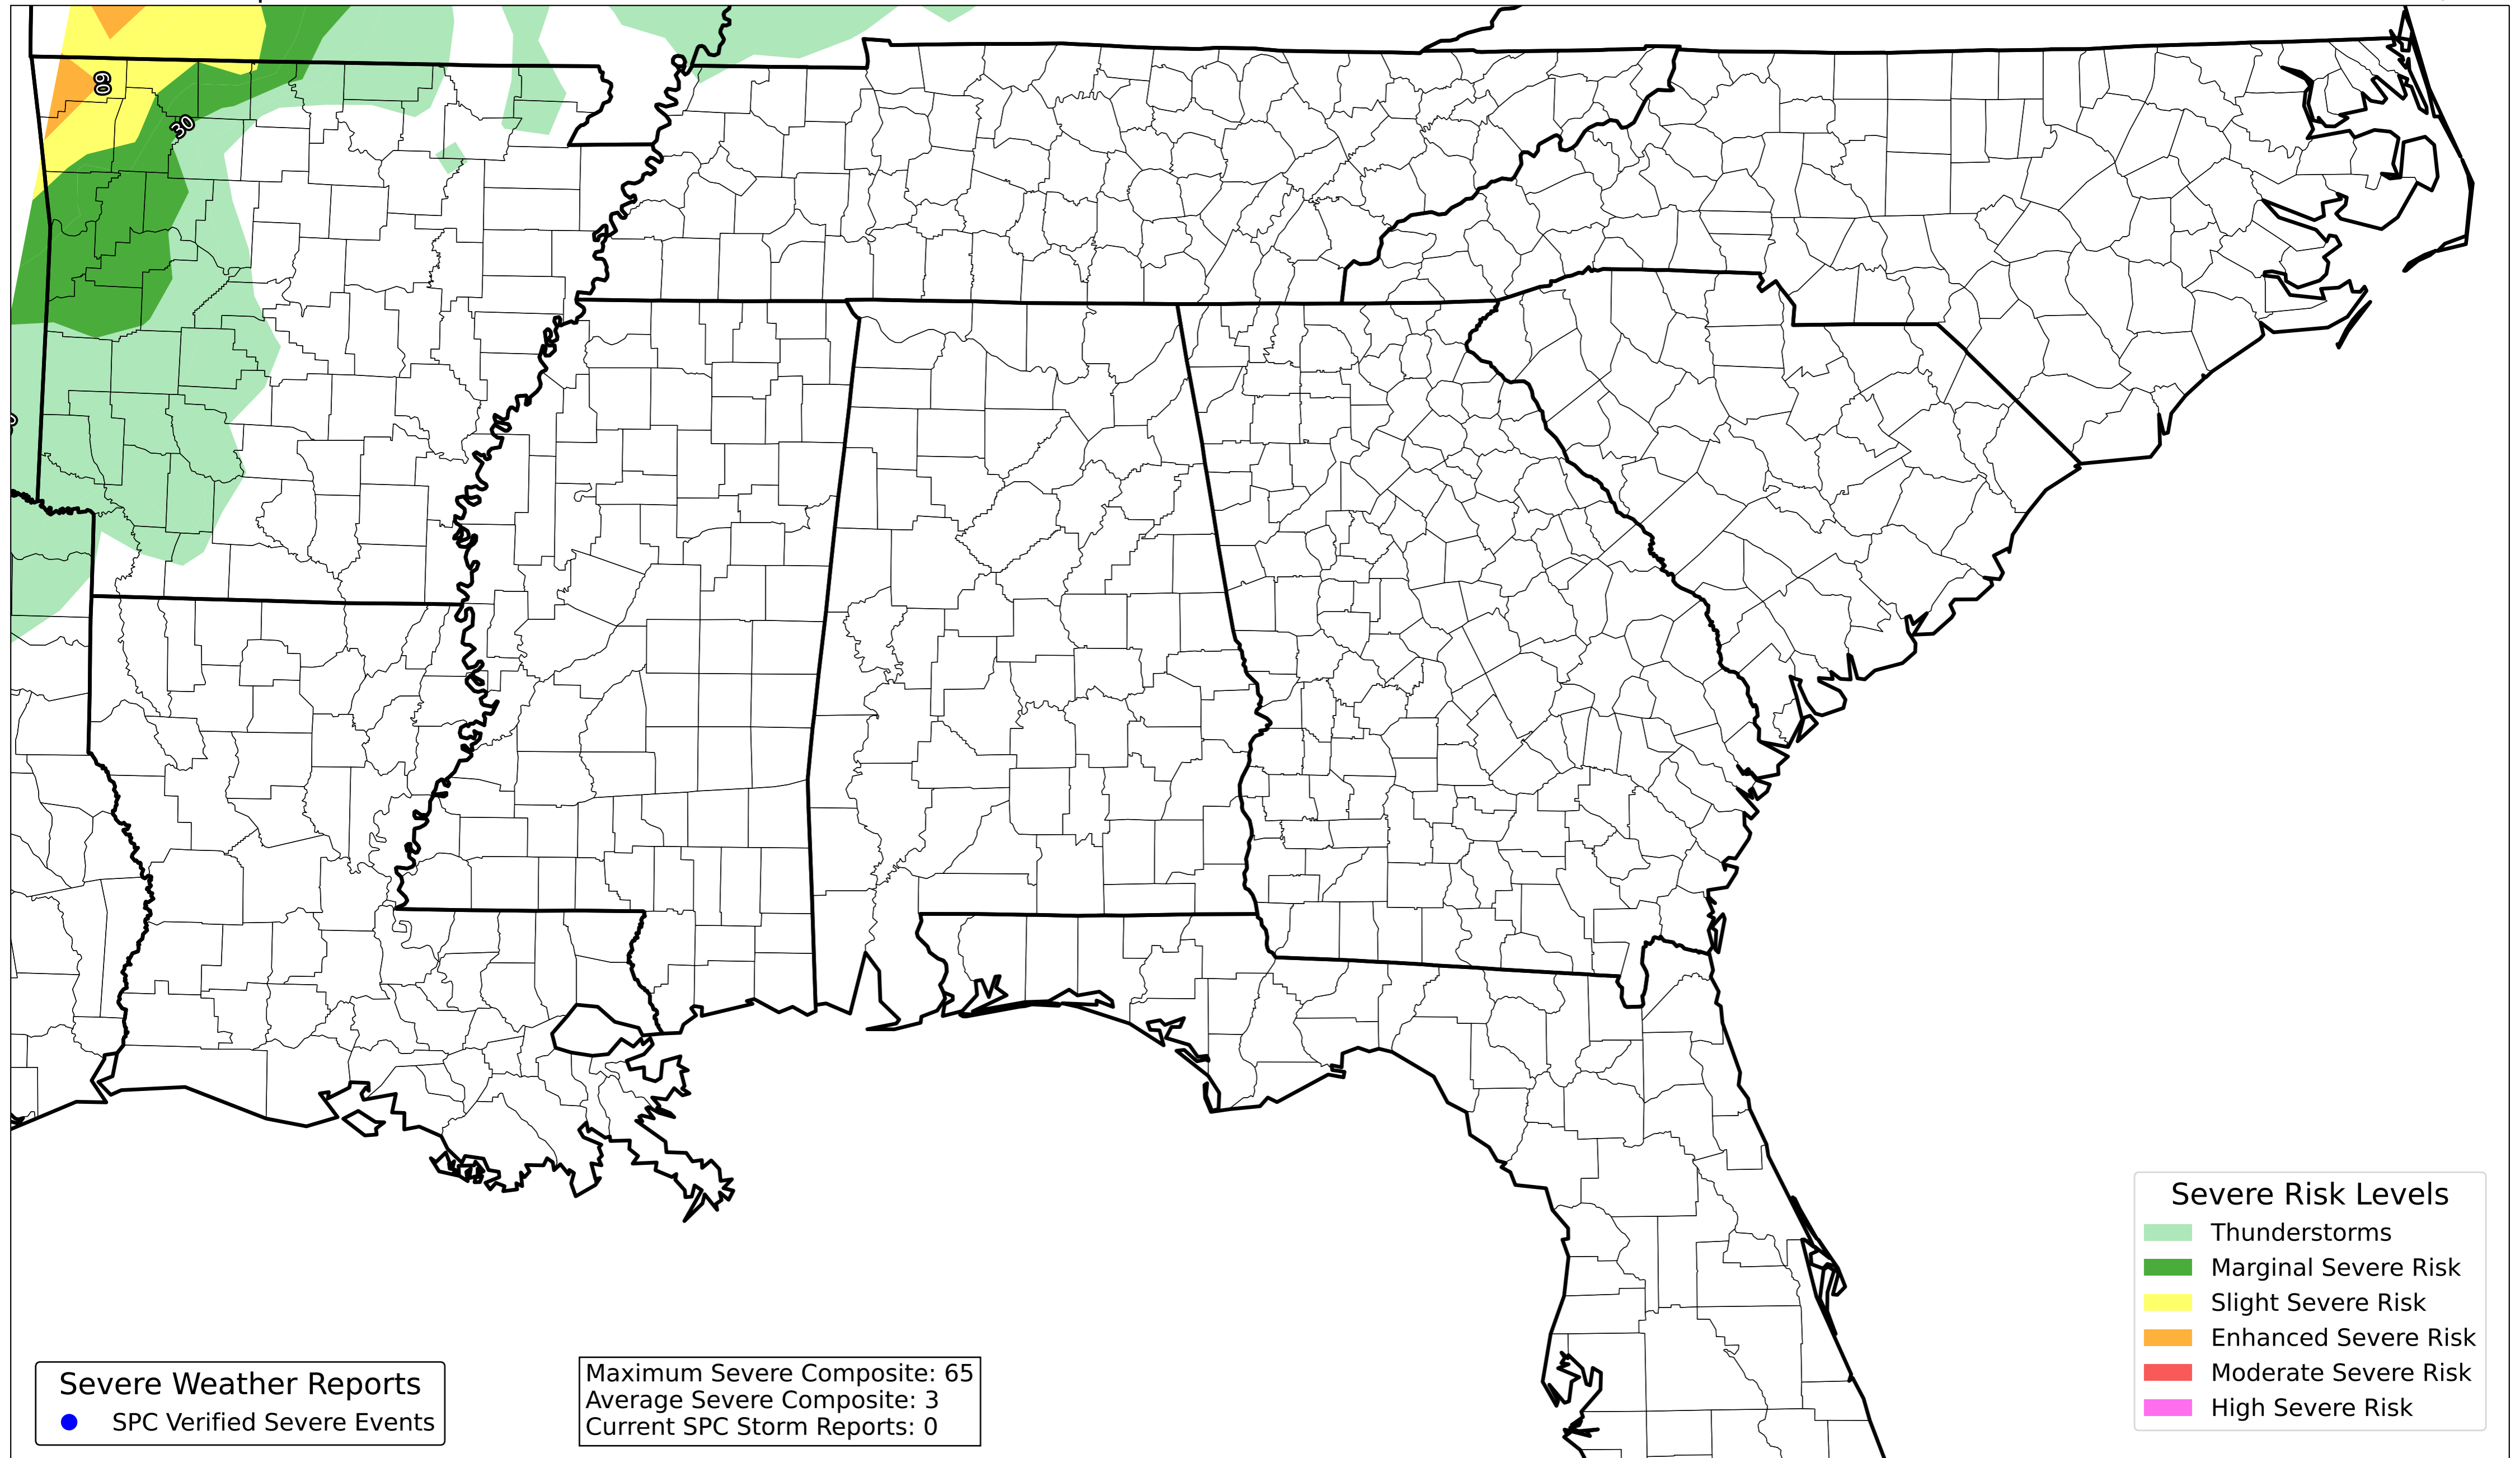 60
30
Severe Weather Reports
SPC Verified Severe Events
Maximum Severe Composite: 65
Average Severe Composite: 3
Current SPC Storm Reports: 0
Severe Risk Levels
Thunderstorms
Marginal Severe Risk
Slight Severe Risk
Enhanced Severe Risk
Moderate Severe Risk
High Severe Risk